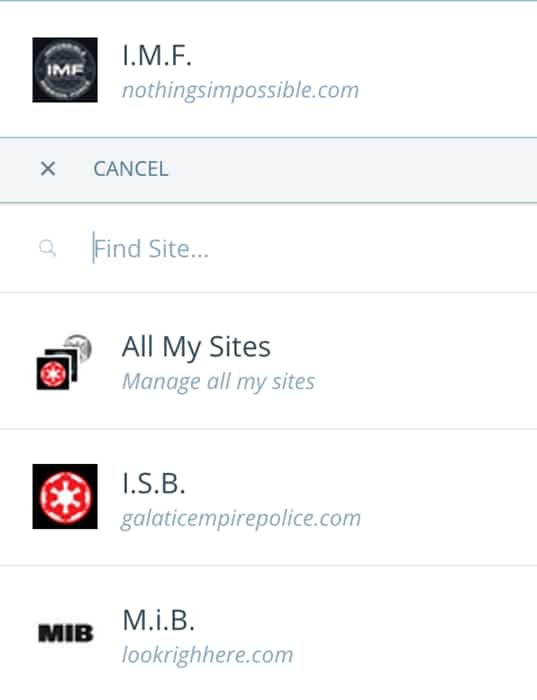 IMF
I.M.F.
nothingsimpossible.com
CANCEL
Find Site...
All My Sites
Manage all my sites
I.S.B.
galaticempirepolice.com
MIB
M.i.B.
lookrighhere.com